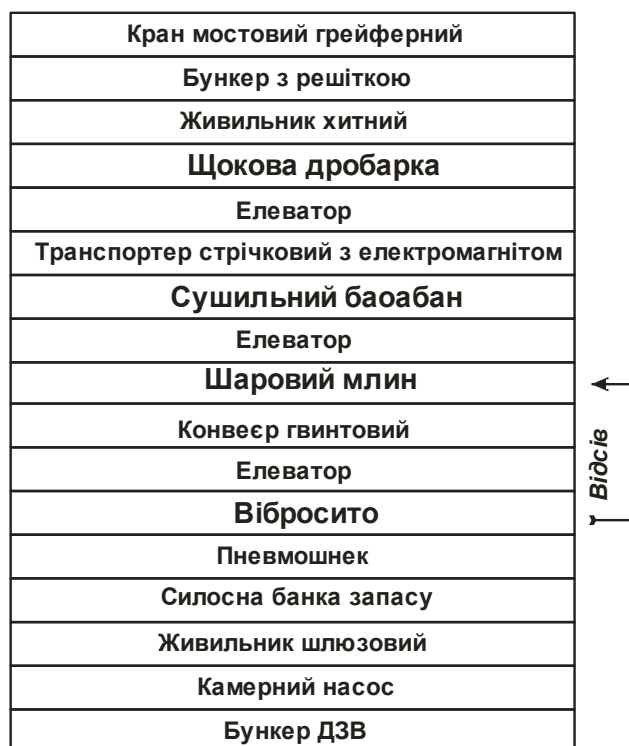 Кран мостовий грейферний
Бункер з решіткою
Живильник хитний
Щокова дробарка
Елеватор
Транспортер стрічковий з електромагнітом
Сушильний баоабан
Елеватор
Шаровий млин
Конвеєр гвинтовий
Елеватор
Вібросито
Пневмошнек
Силосна банка запасу
Живильник шлюзовий
Камерний насос
Бункер ДЗВ
Відсів